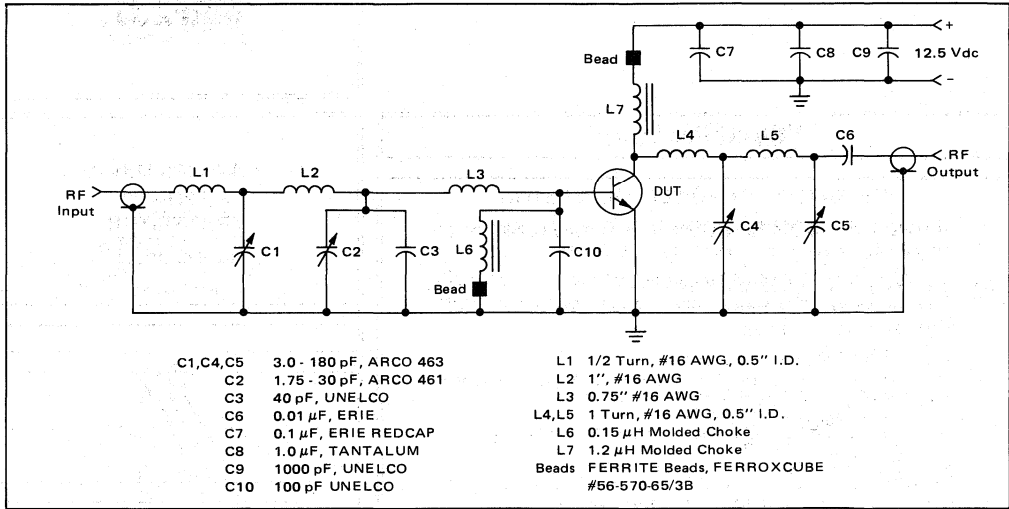 +
Bead
C7
C8
C9
12.5 Vdc
−
L7
L4
L5
C6
RF
Output
L1
L2
L3
DUT
RF
Input
C1
C2
C3
L6
C10
C4
C5
Bead
C1,C4,C5 3.0 - 180 pF, ARCO 463
C2 1.75 - 30 pF, ARCO 461
C3 40 pF, UNELCO
C6 0.01 μF, ERIE
C7 0.1 μF, ERIE REDCAP
C8 1.0 μF, TANTALUM
C9 1000 pF, UNELCO
C10 100 pF UNELCO
L1 1/2 Turn, #16 AWG, 0.5'' I.D.
L2 1'', #16 AWG
L3 0.75'' #16 AWG
L4,L5 1 Turn, #16 AWG, 0.5'' I.D.
L6 0.15 μH Molded Choke
L7 1.2 μH Molded Choke
Beads FERRITE Beads, FERROXCUBE
#56-570-65/3B